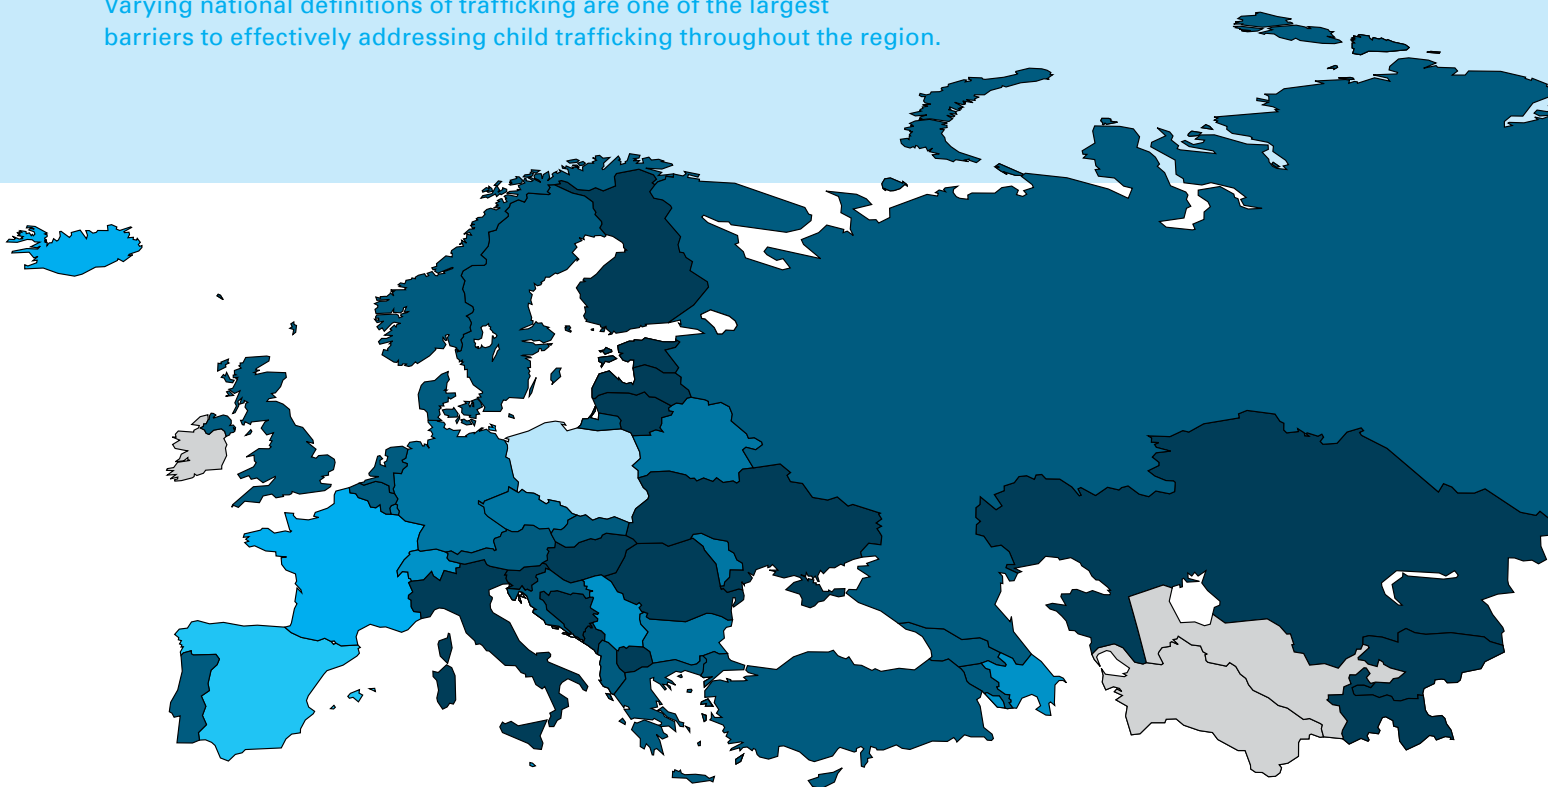 Varying national definitions of trafficking are one of the largest
barriers to effectively addressing child trafficking throughout the region.